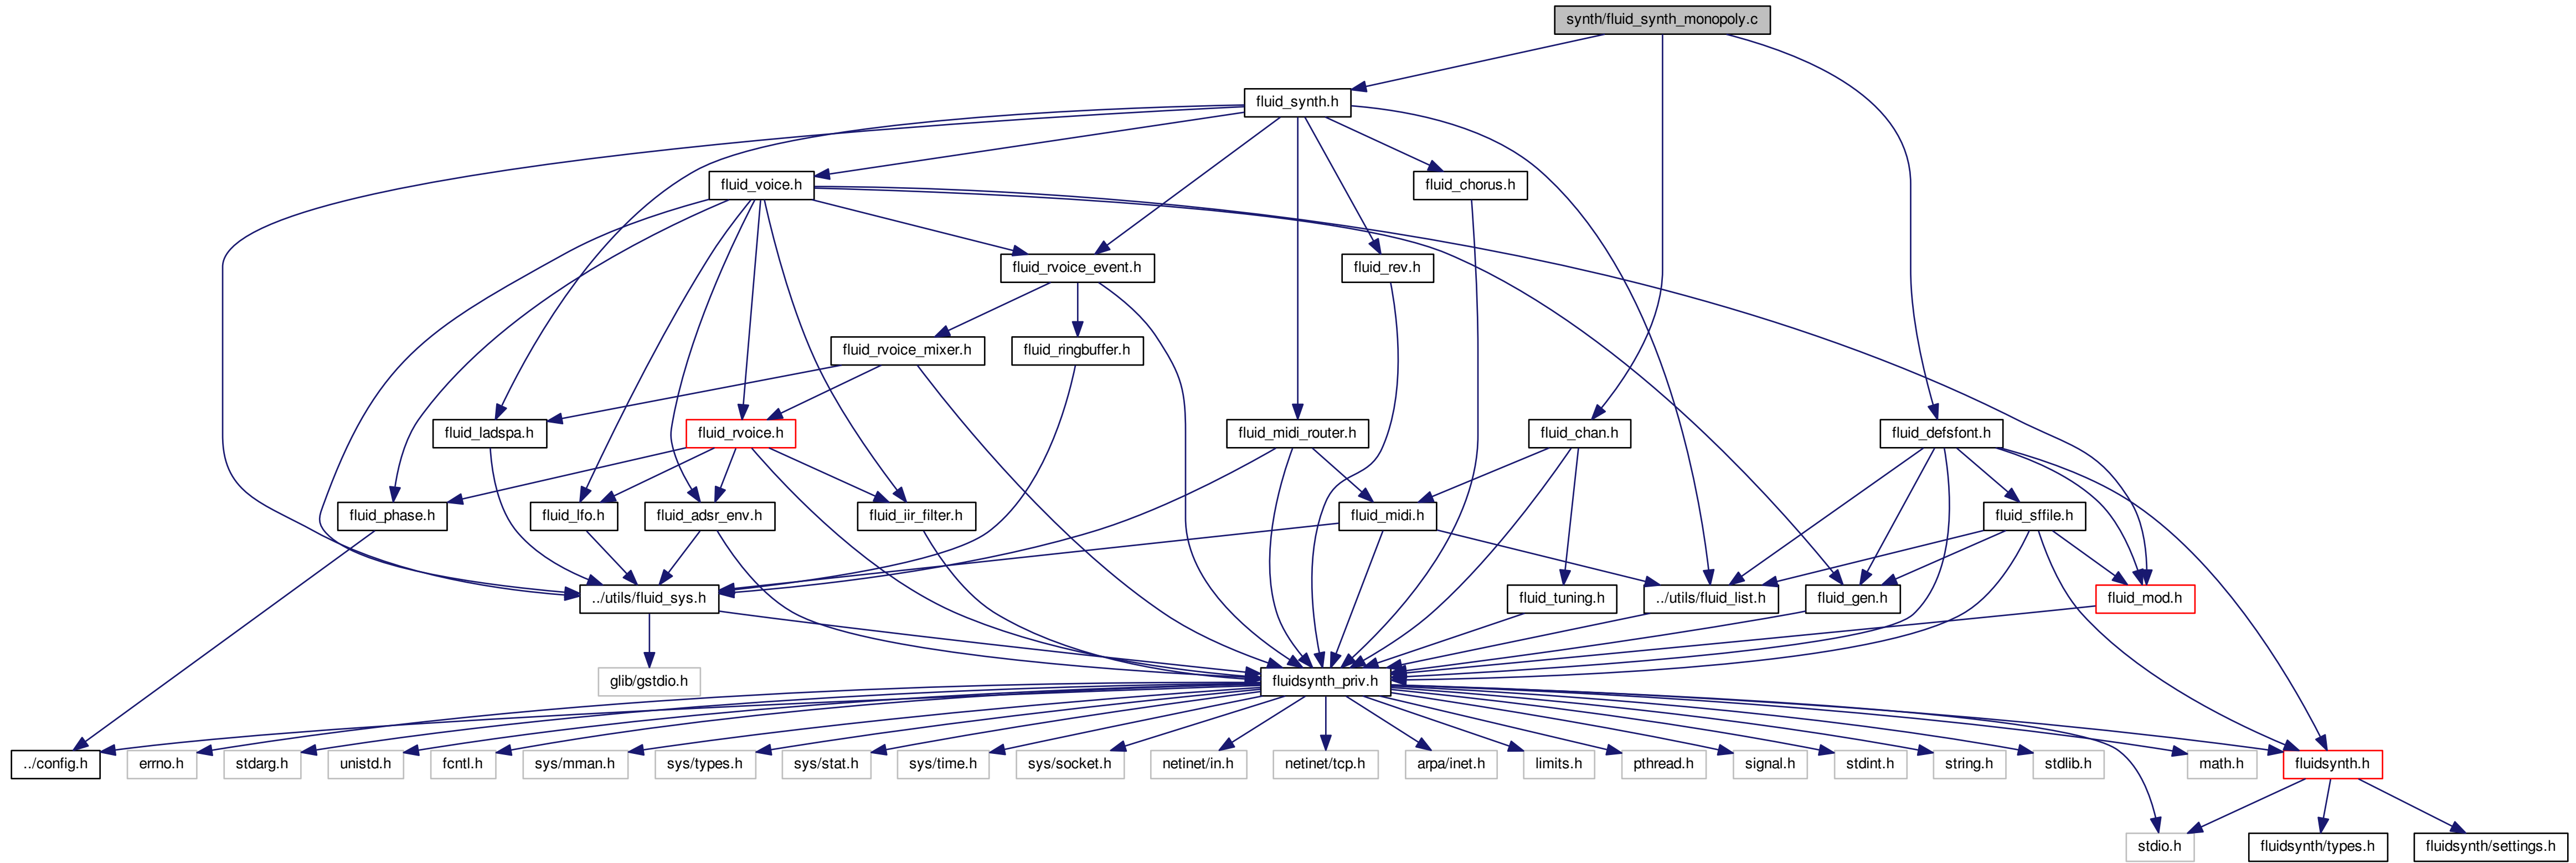 synth/fluid_synth_monopoly.c
fluid_synth.h
fluid_voice.h
fluid_chorus.h
fluid_rvoice_event.h
fluid_rev.h
fluid_rvoice_mixer.h
fluid_ringbuffer.h
fluid_ladspa.h
fluid_rvoice.h
fluid_midi_router.h
fluid_chan.h
fluid_defsfont.h
fluid_phase.h
fluid_lfo.h
fluid_adsr_env.h
fluid_iir_filter.h
fluid_midi.h
fluid_sffile.h
../utils/fluid_sys.h
fluid_tuning.h
../utils/fluid_list.h
fluid_gen.h
fluid_mod.h
glib/gstdio.h
fluidsynth_priv.h
../config.h
errno.h
stdarg.h
unistd.h
fcntl.h
sys/mman.h
sys/types.h
sys/stat.h
sys/time.h
sys/socket.h
netinet/in.h
netinet/tcp.h
arpa/inet.h
limits.h
pthread.h
signal.h
stdint.h
string.h
stdlib.h
math.h
fluidsynth.h
stdio.h
fluidsynth/types.h
fluidsynth/settings.h